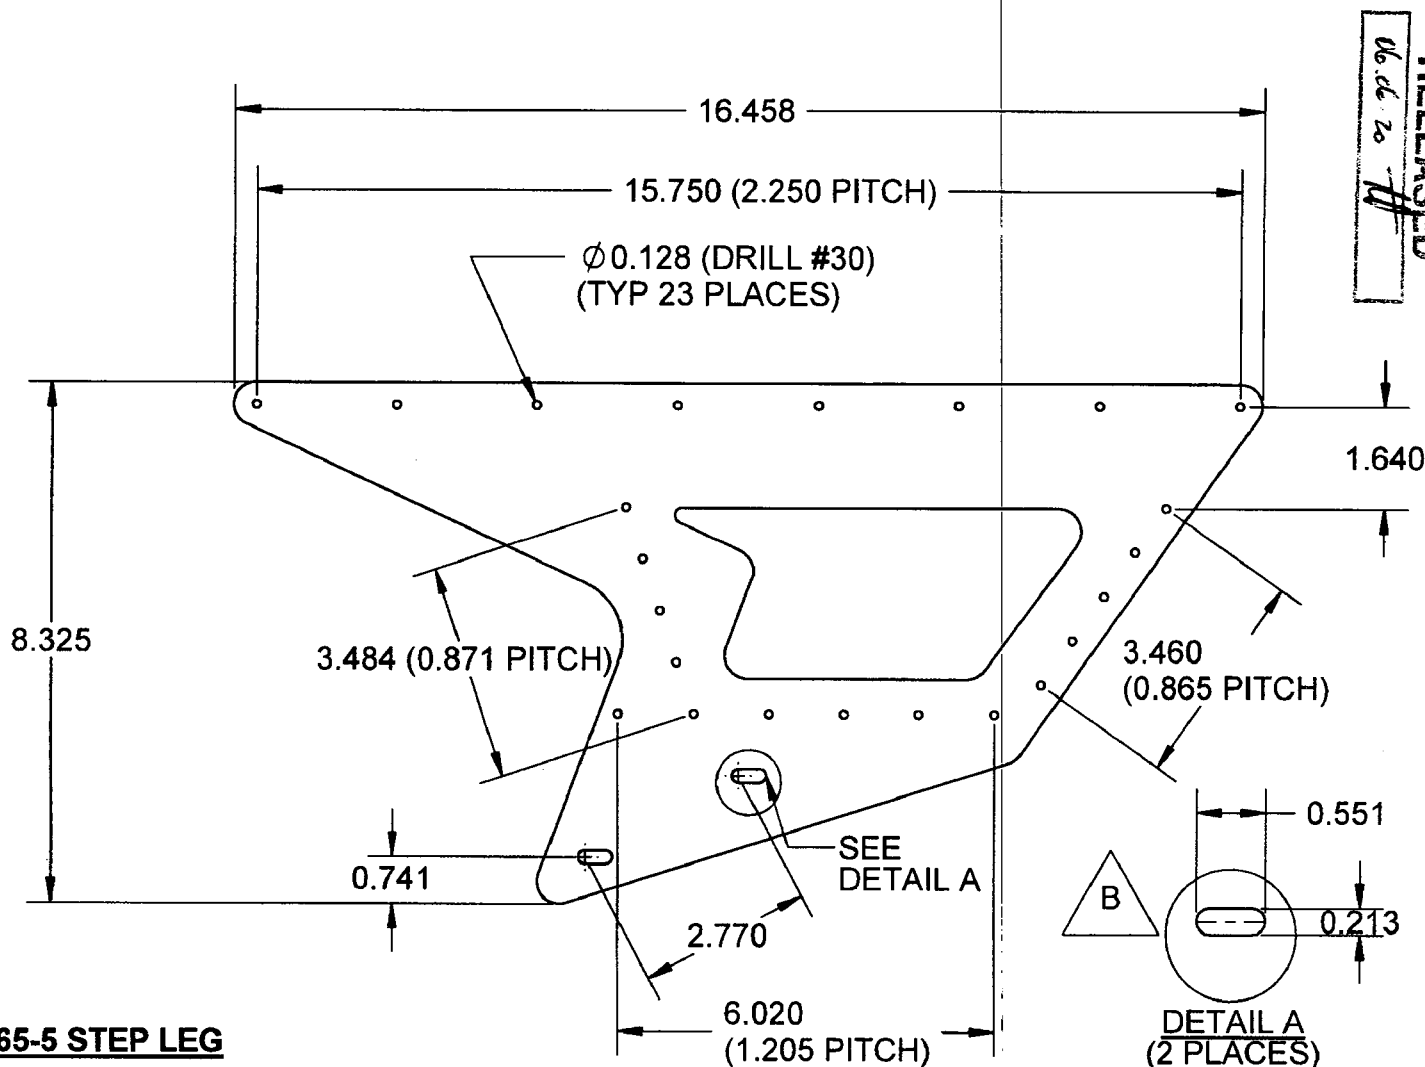 16.458
15.750 (2.250 PITCH)
Ø0.128 (DRILL #30)
(TYP 23 PLACES)
1.640
8.325
3.484 (0.871 PITCH)
3.460
(0.865 PITCH)
0.551
SEE
DETAIL A
0.741
B
0.213
2.770
6.020
(1.205 PITCH)
DETAIL A
(2 PLACES)
65-5 STEP LEG